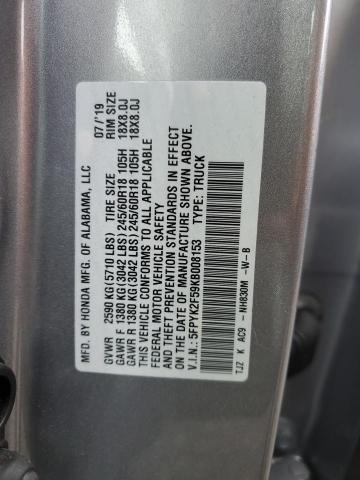 MFD. BY HONDA MFG. OF ALABAMA, LLC 07/'19
GVWR 2590 KG(5710 LBS) TIRE SIZE RIM SIZE
GAWR F 1380 KG(3042 LBS) 245/60R18 105H 18X8.0J
GAWR R 1380 KG(3042 LBS) 245/60R18 105H 18X8.0J
THIS VEHICLE CONFORMS TO ALL APPLICABLE
FEDERAL MOTOR VEHICLE SAFETY
AND THEFT PREVENTION STANDARDS IN EFFECT
ON THE DATE OF MANUFACTURE SHOWN ABOVE.
V.I.N.: 5FPYK2F59KB008153 TYPE: TRUCK
TJZ K AC9 - NH830M -W-B